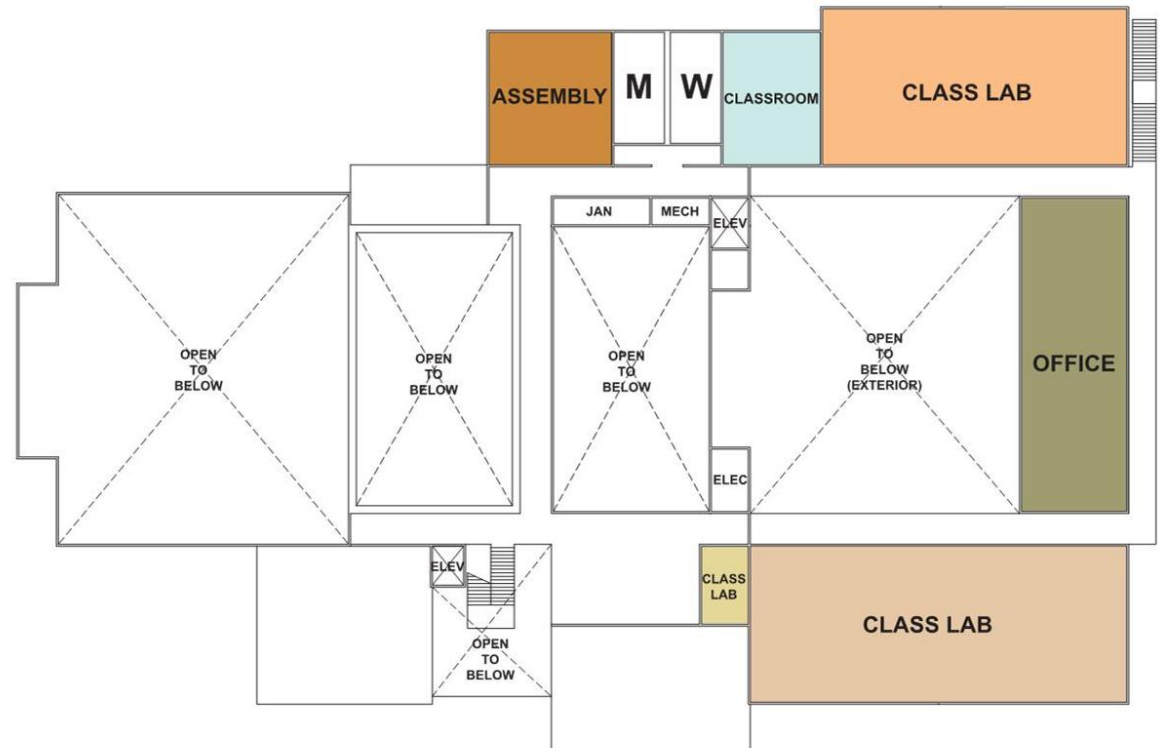 ASSEMBLY
M
W
CLASSROOM
CLASS LAB
JAN
MECH
ELEV
OPEN
TO
BELOW
OPEN
TO
BELOW
OPEN
TO
BELOW
OPEN
TO
BELOW
(EXTERIOR)
OFFICE
ELEC
ELEV
CLASS
LAB
CLASS LAB
OPEN
TO
BELOW